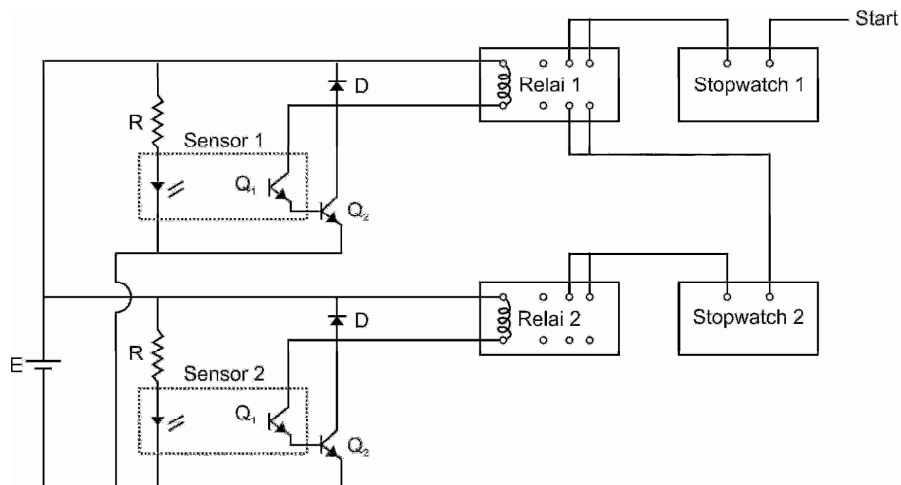 Start
Relai 1
Stopwatch 1
D
R
Sensor 1
Q₁
Q₂
Relai 2
Stopwatch 2
D
E
R
Sensor 2
Q₁
Q₂